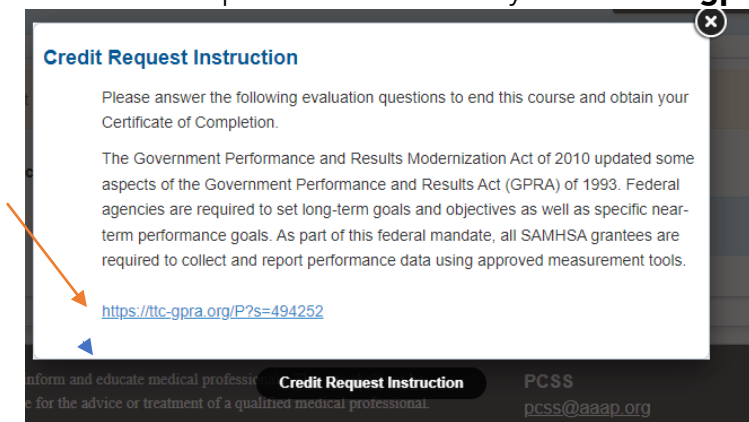 Credit Request Instruction
Please answer the following evaluation questions to end this course and obtain your
Certificate of Completion.
The Government Performance and Results Modernization Act of 2010 updated some
aspects of the Government Performance and Results Act (GPRA) of 1993. Federal
agencies are required to set long-term goals and objectives as well as specific near-
term performance goals. As part of this federal mandate, all SAMHSA grantees are
required to collect and report performance data using approved measurement tools.
https://ttc-gpra.org/P?s=494252
nform and educate medical professio
Credit Request Instruction
PCSS
e for the advice or treatment of a qualified medical professional.
pcss@aaap.org